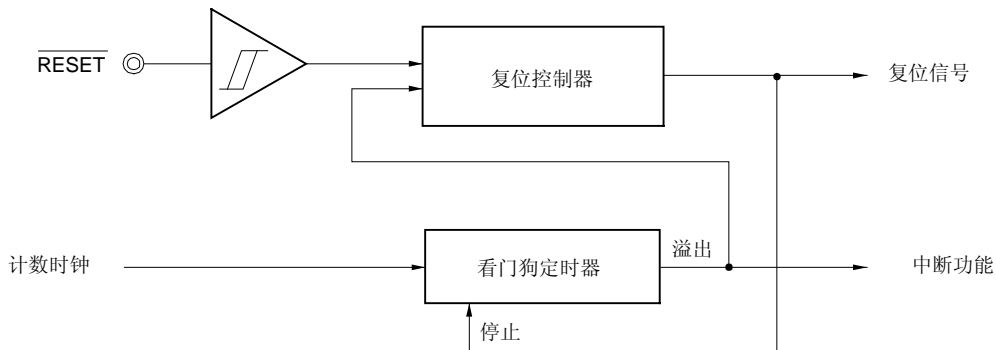 RESET
复位控制器
复位信号
计数时钟
看门狗定时器
溢出
中断功能
停止